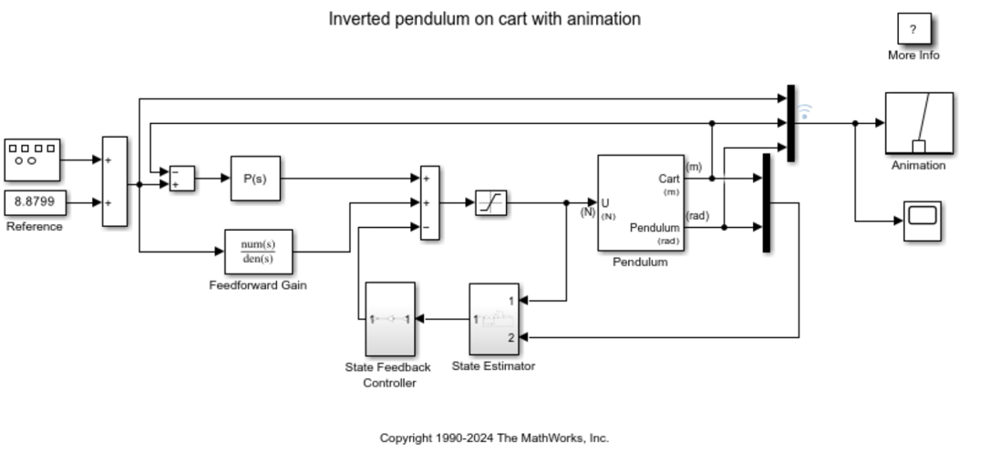 Inverted pendulum on cart with animation
?
More Info
Animation
8.8799
Reference
+
+
−
+
P(s)
num(s)
den(s)
Feedforward Gain
+
+
−
(N)
U
(N)
Cart
(m)
Pendulum
(rad)
(m)
(rad)
Pendulum
1
1
State Feedback
Controller
1
1
2
State Estimator
Copyright 1990-2024 The MathWorks, Inc.